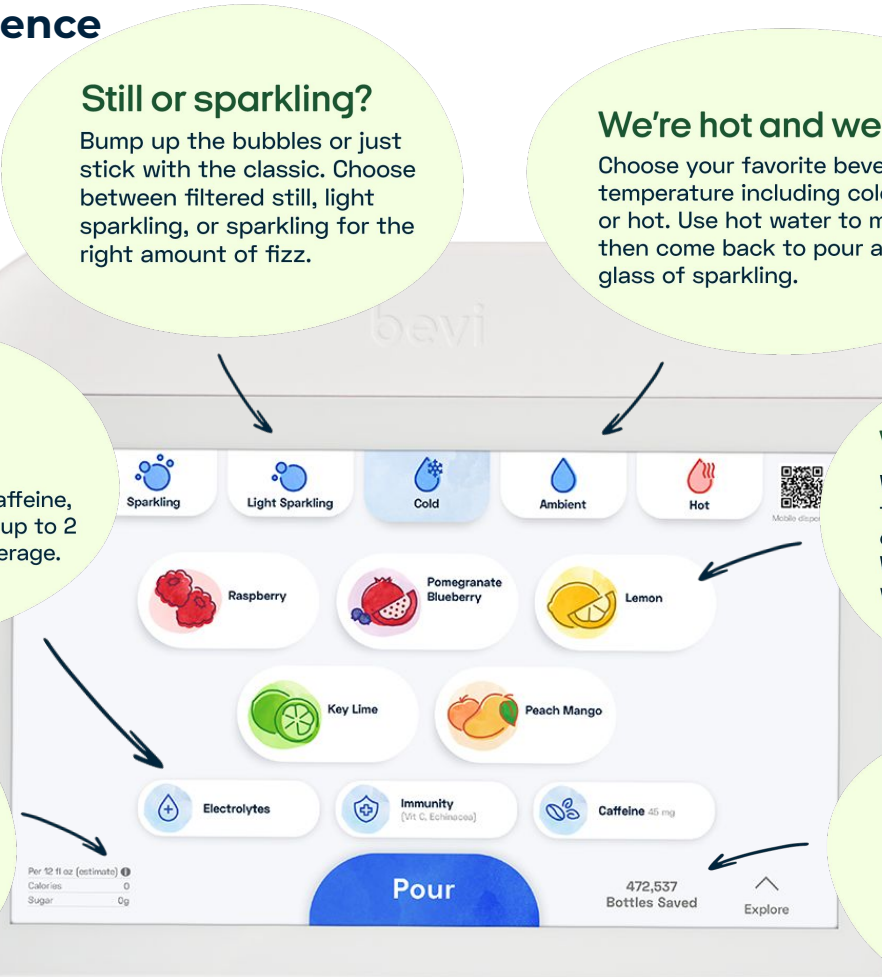 ence
Still or sparkling?
Bump up the bubbles or just
stick with the classic. Choose
between filtered still, light
sparkling, or sparkling for the
right amount of fizz.
We're hot and we
Choose your favorite beve
temperature including col
or hot. Use hot water to m
then come back to pour a
glass of sparkling.
bevi
affeine,
up to 2
erage.
Sparkling
Light Sparkling
Cold
Ambient
Hot
Mobile dispe
Raspberry
Pomegranate
Blueberry
Lemon
Key Lime
Peach Mango
Electrolytes
Immunity
(Vit C, Echinacea)
Caffeine 45 mg
Per 12 fl oz (estimate)
Calories 0
Sugar 0g
Pour
472,537
Bottles Saved
Explore